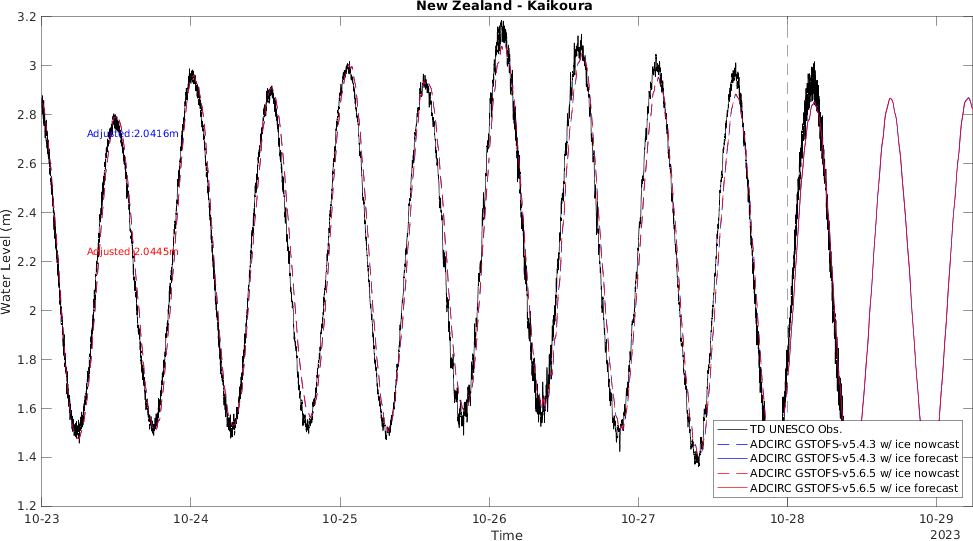 New Zealand - Kaikoura
3.2
3
2.8
2.6
2.4
2.2
2
1.8
1.6
1.4
1.2
Water Level (m)
Adjusted:2.0416m
Adjusted:2.0445m
TD UNESCO Obs.
ADCIRC GSTOFS-v5.4.3 w/ ice nowcast
ADCIRC GSTOFS-v5.4.3 w/ ice forecast
ADCIRC GSTOFS-v5.6.5 w/ ice nowcast
ADCIRC GSTOFS-v5.6.5 w/ ice forecast
10-23 10-24 10-25 10-26 10-27 10-28 10-29
Time
2023